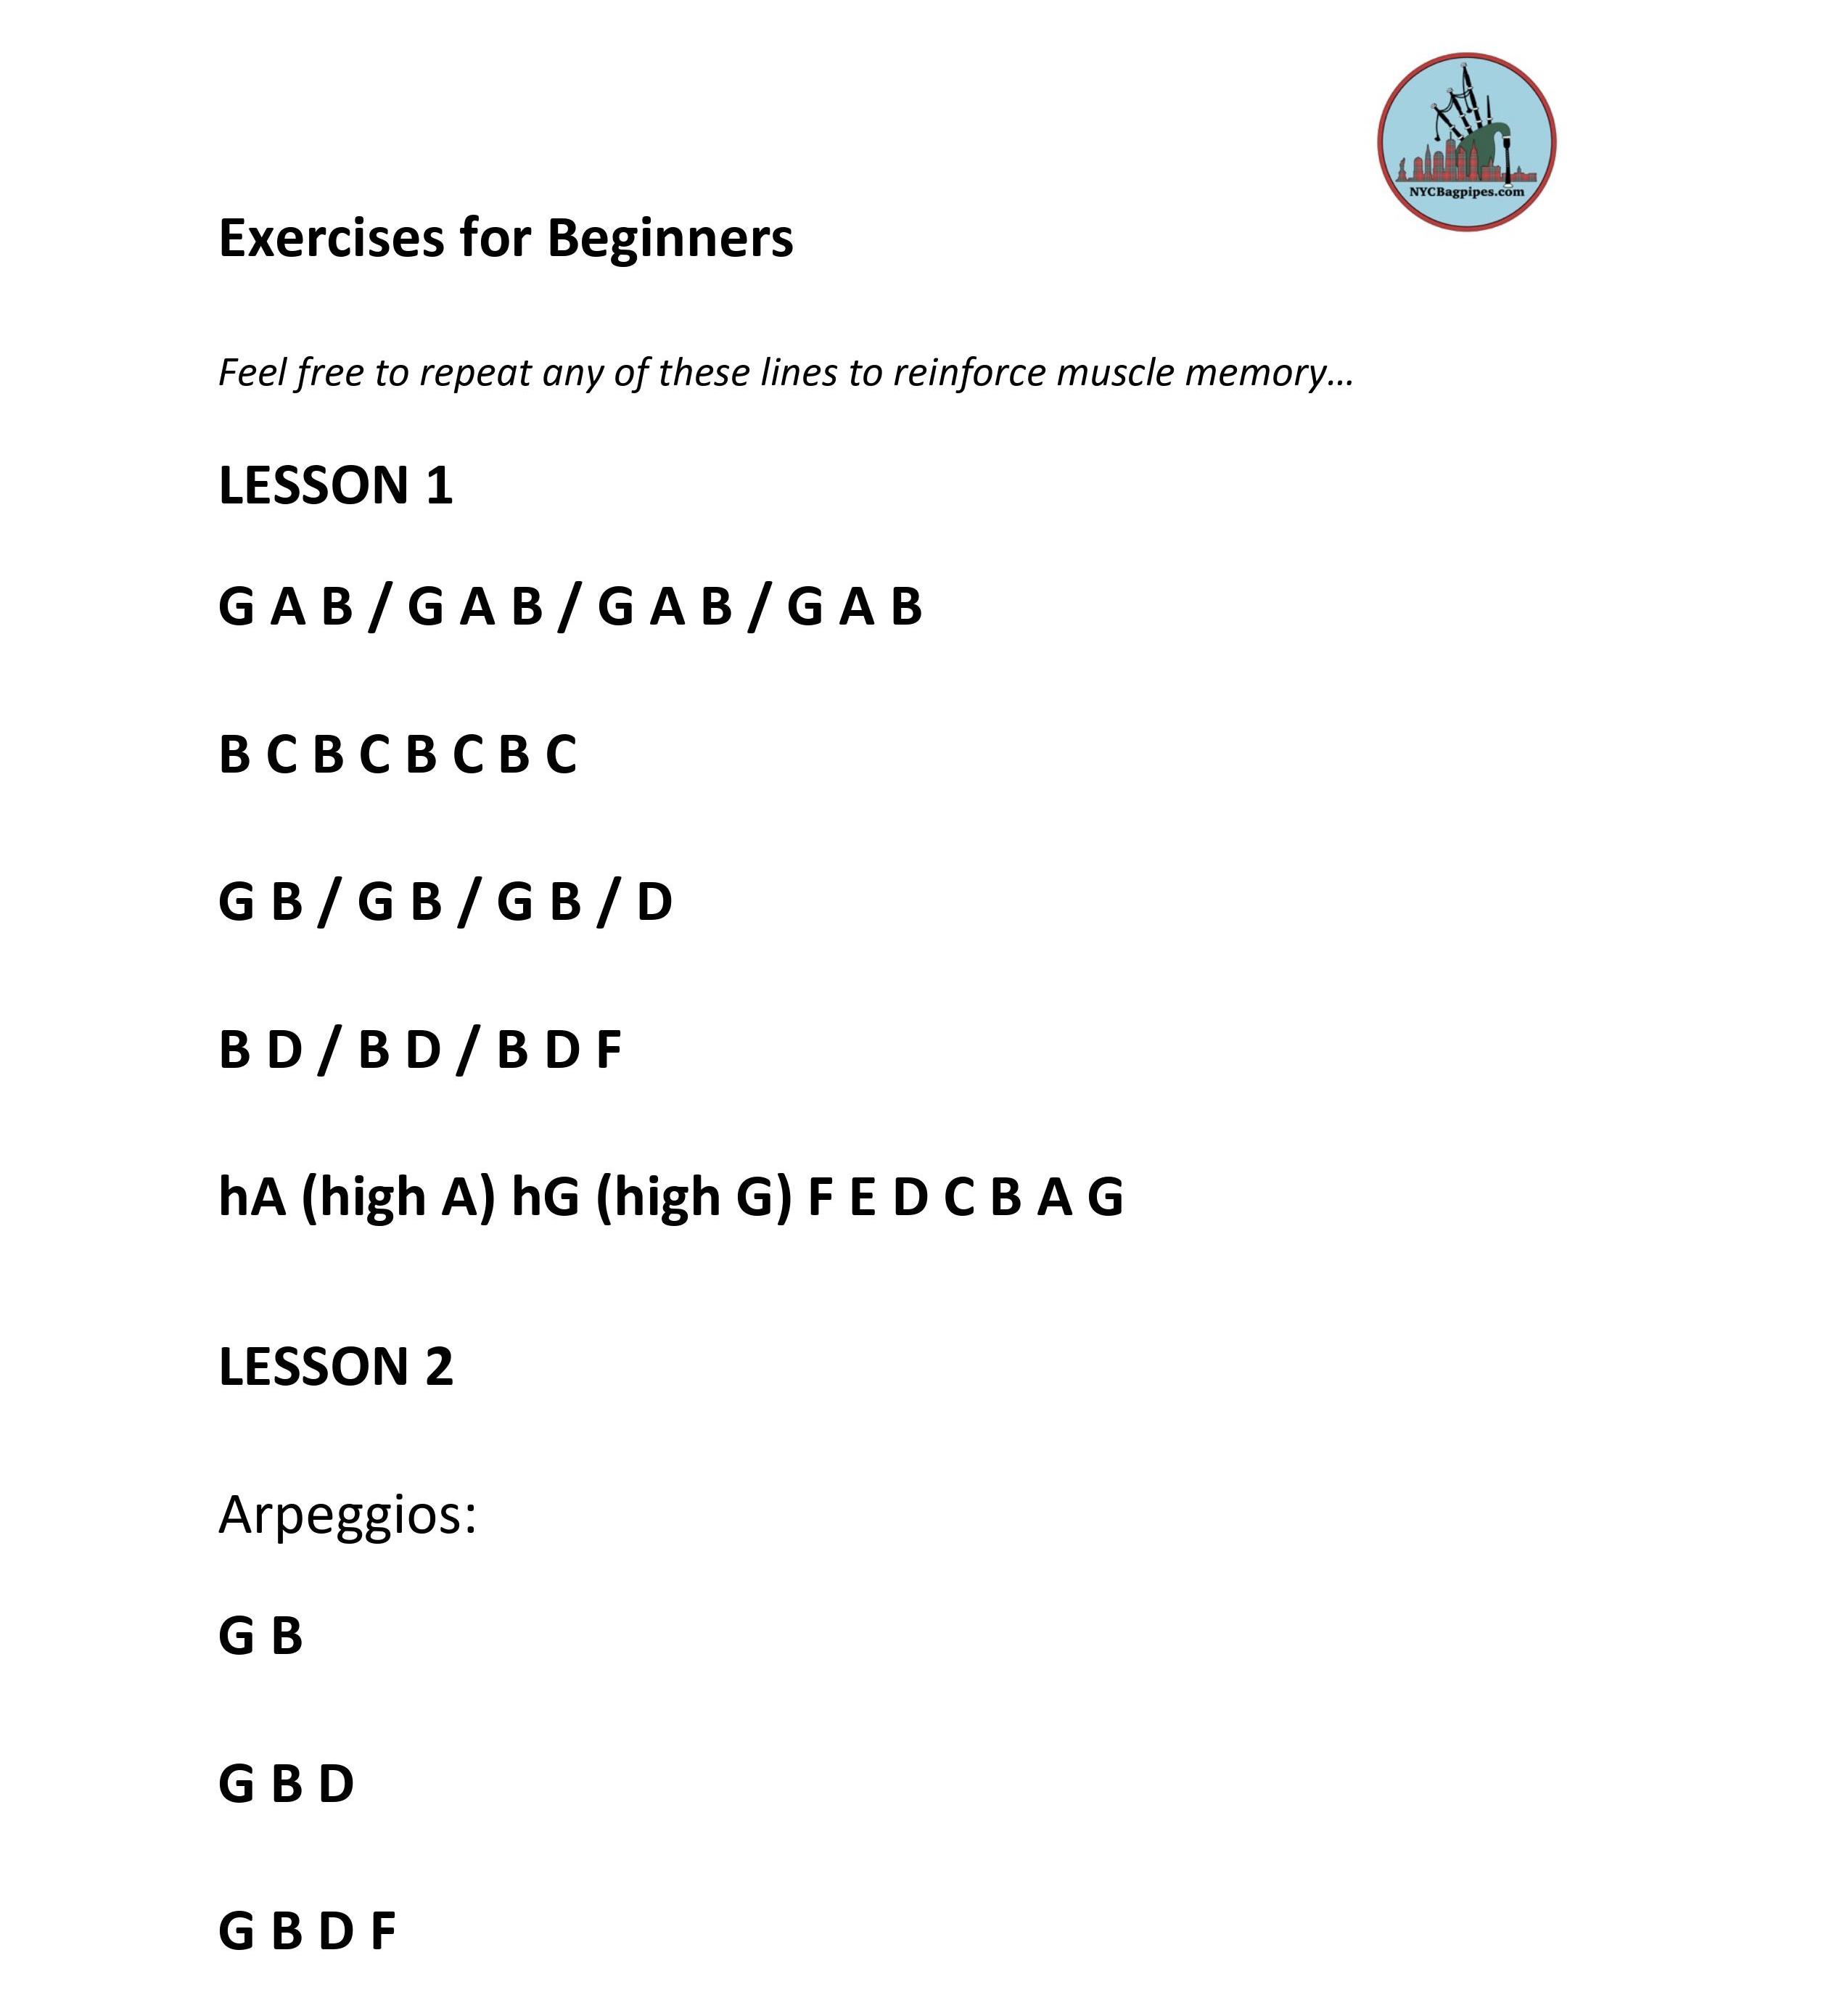 NYCBagpipes.com
Exercises for Beginners
Feel free to repeat any of these lines to reinforce muscle memory…
LESSON 1
G A B / G A B / G A B / G A B
B C B C B C B C
G B / G B / G B / D
B D / B D / B D F
hA (high A) hG (high G) F E D C B A G
LESSON 2
Arpeggios:
G B
G B D
G B D F